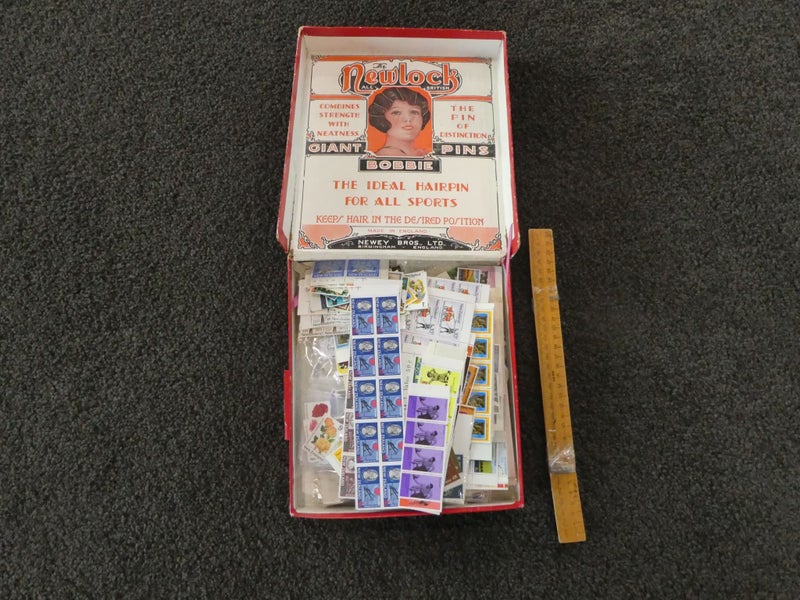 The
Newlock
ALL BRITISH
COMBINES
STRENGTH
WITH
NEATNESS
THE
PIN
OF
DISTINCTION
GIANT PINS
BOBBIE
THE IDEAL HAIRPIN
FOR ALL SPORTS
KEEPS HAIR IN THE DESIRED POSITION
MADE IN ENGLAND
NEWEY BROS. LTD.
BIRMINGHAM ENGLAND